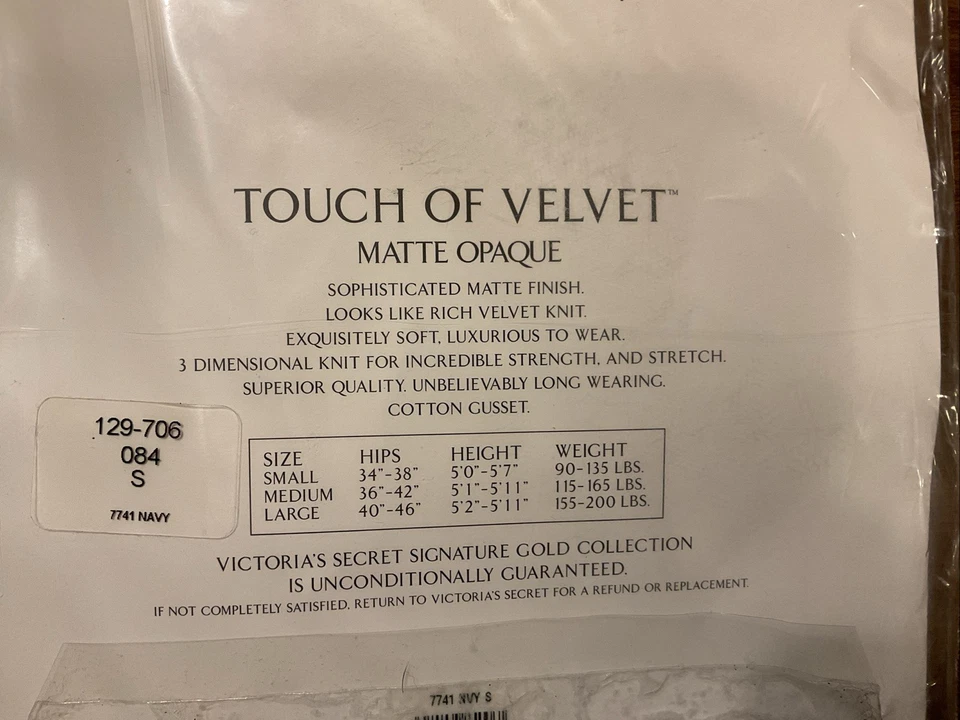 TOUCH OF VELVET™
MATTE OPAQUE
SOPHISTICATED MATTE FINISH.
LOOKS LIKE RICH VELVET KNIT.
EXQUISITELY SOFT, LUXURIOUS TO WEAR.
3 DIMENSIONAL KNIT FOR INCREDIBLE STRENGTH, AND STRETCH.
SUPERIOR QUALITY. UNBELIEVABLY LONG WEARING.
COTTON GUSSET.
129-706
084
S
7741 NAVY
SIZE HIPS HEIGHT WEIGHT
SMALL 34"-38" 5'0"-5'7" 90-135 LBS.
MEDIUM 36"-42" 5'1"-5'11" 115-165 LBS.
LARGE 40"-46" 5'2"-5'11" 155-200 LBS.
VICTORIA'S SECRET SIGNATURE GOLD COLLECTION
IS UNCONDITIONALLY GUARANTEED.
IF NOT COMPLETELY SATISFIED, RETURN TO VICTORIA'S SECRET FOR A REFUND OR REPLACEMENT.
7741 NVY S